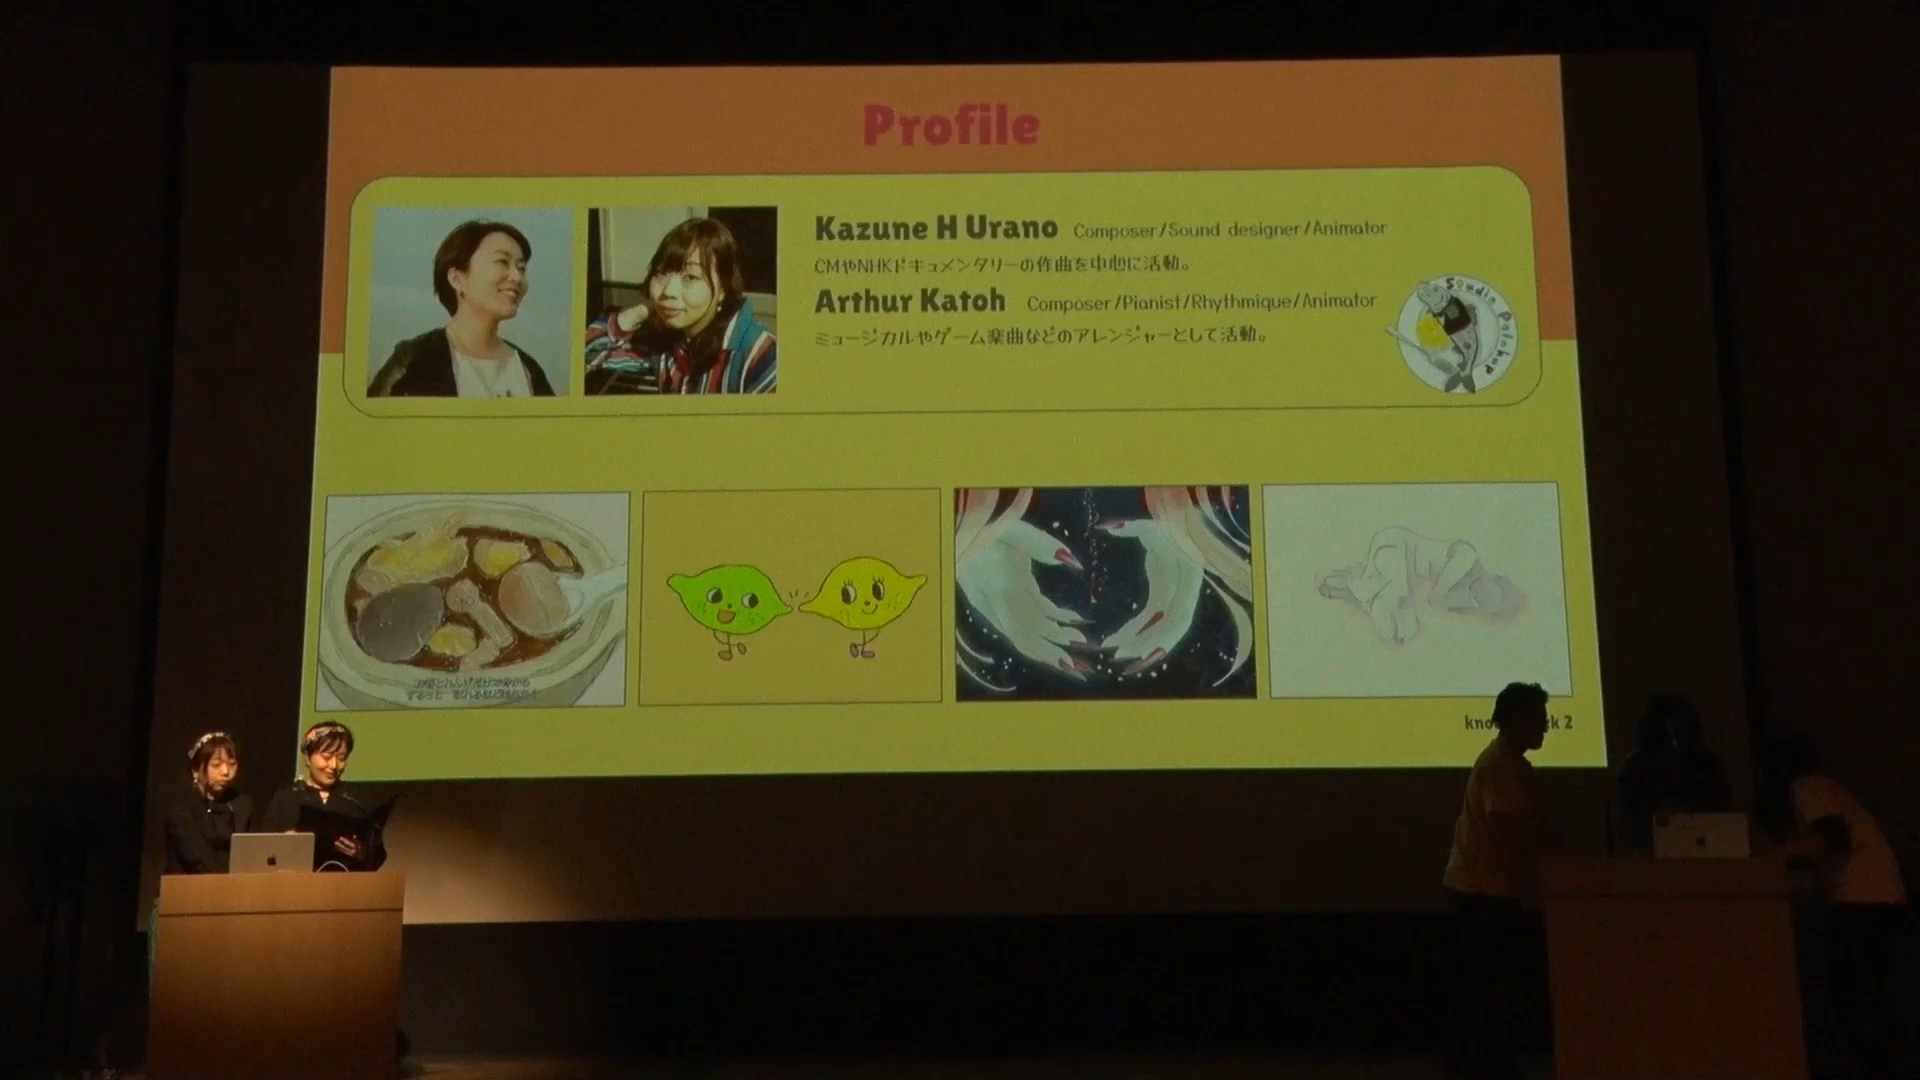 Profile
Kazune H Urano Composer/Sound designer/Animator
CMやNHKドキュメンタリーの作曲を中心に活動。
Arthur Katoh Composer/Pianist/Rhythmique/Animator
ミュージカルやゲーム楽曲などのアレンジャーとして活動。
Studio
2